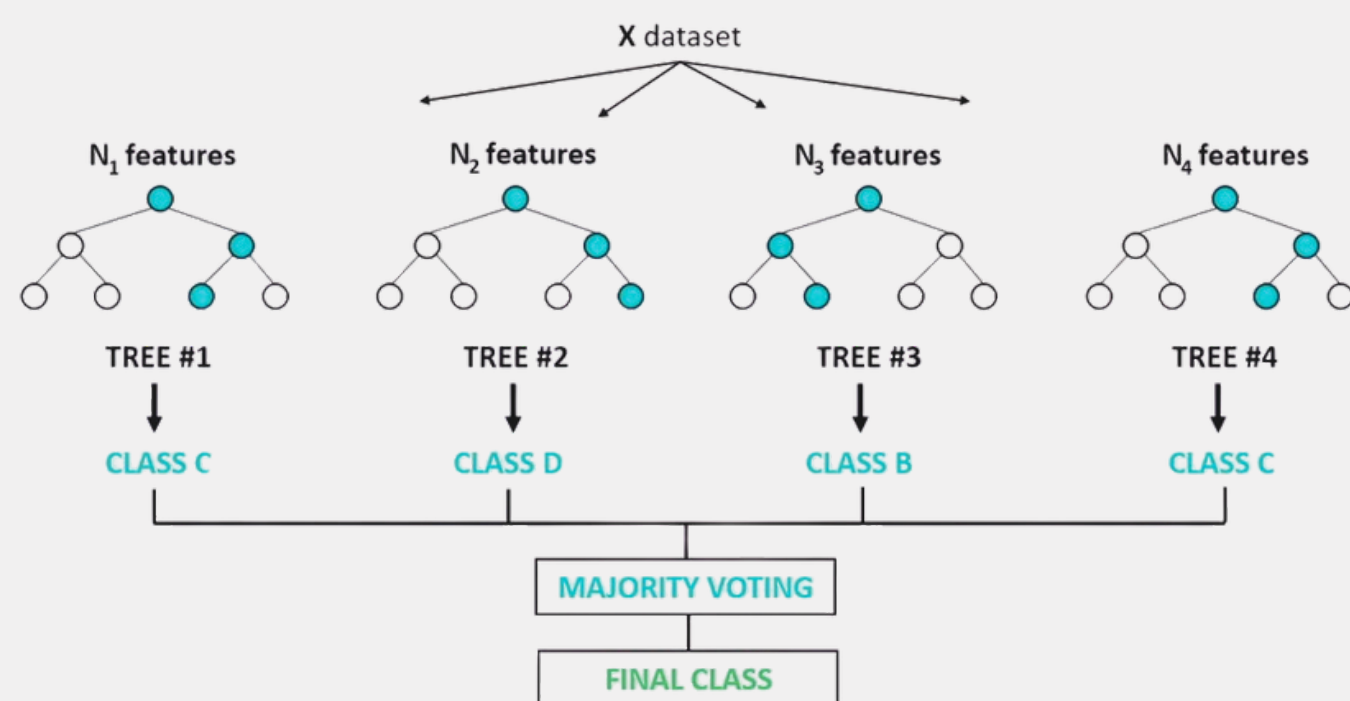 X dataset
N₁ features N₂ features N₃ features N₄ features
TREE #1 TREE #2 TREE #3 TREE #4
CLASS C CLASS D CLASS B CLASS C
MAJORITY VOTING
FINAL CLASS